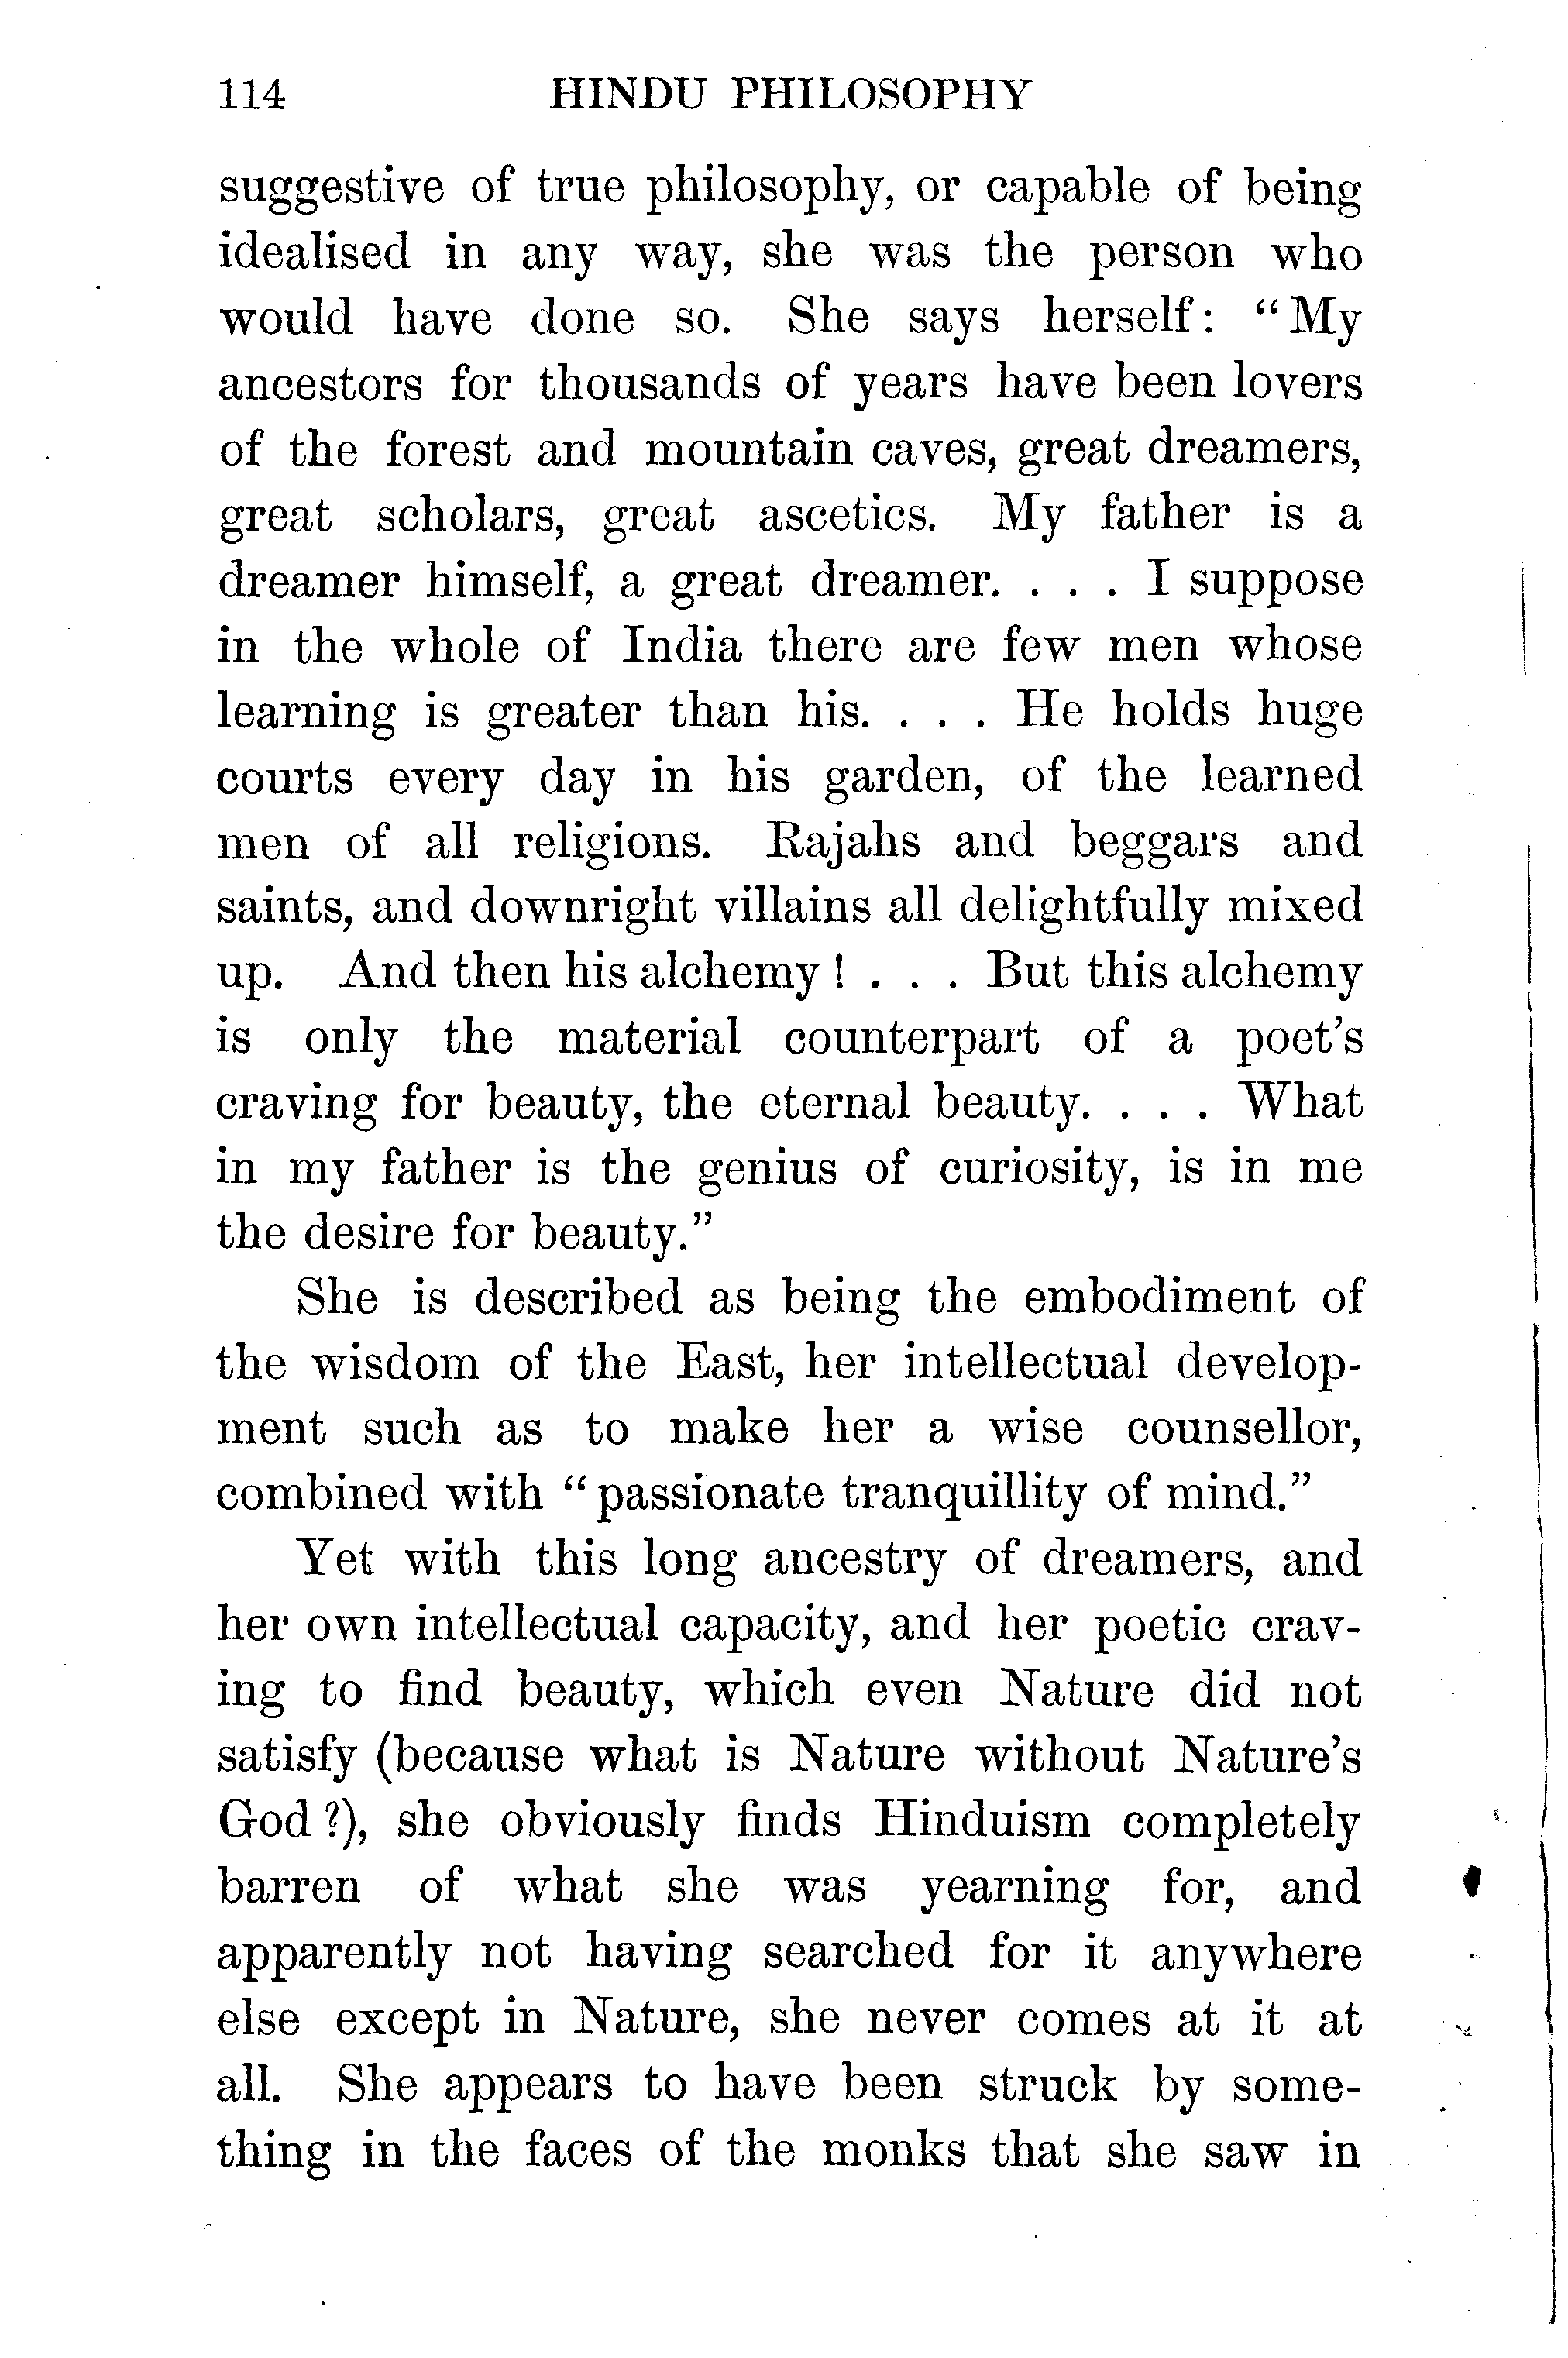 114 HINDU PHILOSOPHY
suggestive of true philosophy, or capable of being
idealised in any way, she was the person who
would have done so. She says herself: “My
ancestors for thousands of years have been lovers
of the forest and mountain caves, great dreamers,
great scholars, great ascetics. My father is a
dreamer himself, a great dreamer. . . . I suppose
in the whole of India there are few men whose
learning is greater than his. . . . He holds huge
courts every day in his garden, of the learned
men of all religions. Rajahs and beggars and
saints, and downright villains all delightfully mixed
up. And then his alchemy ! . . . But this alchemy
is only the material counterpart of a poet’s
craving for beauty, the eternal beauty. . . . What
in my father is the genius of curiosity, is in me
the desire for beauty.”
She is described as being the embodiment of
the wisdom of the East, her intellectual develop-
ment such as to make her a wise counsellor,
combined with “passionate tranquillity of mind.”
Yet with this long ancestry of dreamers, and
her own intellectual capacity, and her poetic crav-
ing to find beauty, which even Nature did not
satisfy (because what is Nature without Nature’s
God ?), she obviously finds Hinduism completely
barren of what she was yearning for, and
apparently not having searched for it anywhere
else except in Nature, she never comes at it at
all. She appears to have been struck by some-
thing in the faces of the monks that she saw in